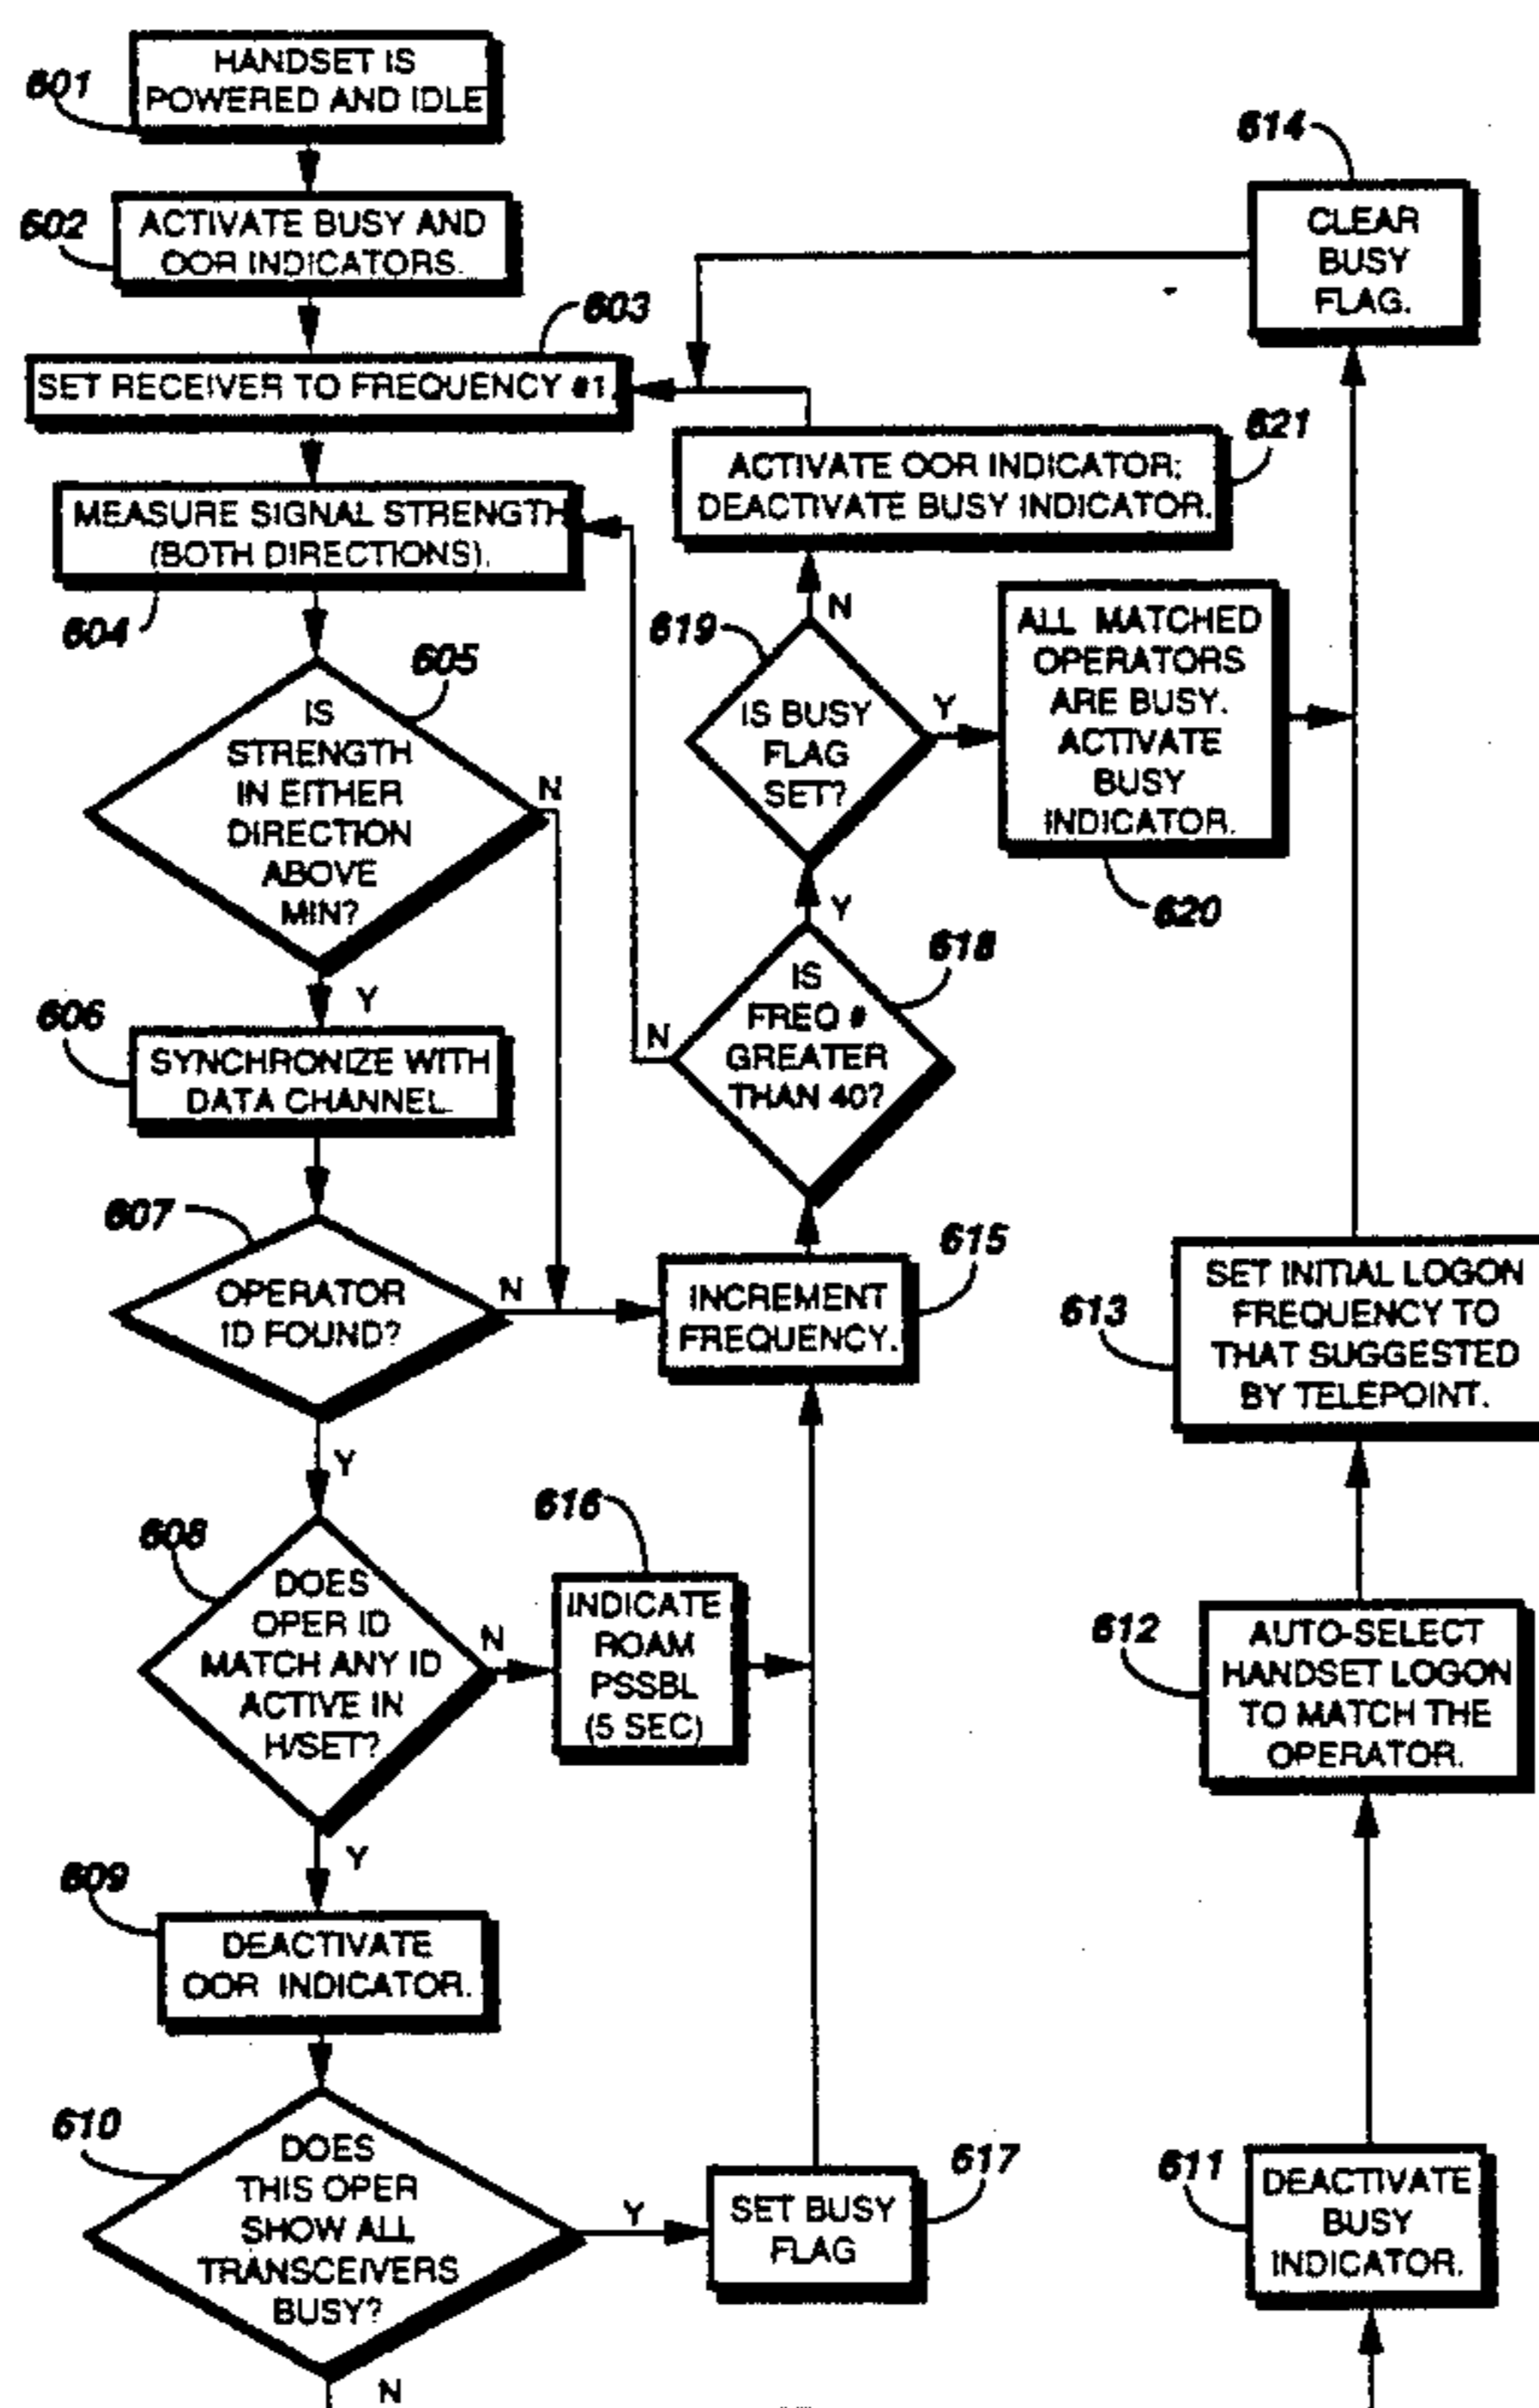 601
HANDSET IS
POWERED AND IDLE
602
ACTIVATE BUSY AND
OOR INDICATORS.
603
SET RECEIVER TO FREQUENCY #1.
604
MEASURE SIGNAL STRENGTH
(BOTH DIRECTIONS).
605
IS
STRENGTH
IN EITHER
DIRECTION
ABOVE
MIN?
N
Y
606
SYNCHRONIZE WITH
DATA CHANNEL.
607
OPERATOR
ID FOUND?
N
Y
608
DOES
OPER ID
MATCH ANY ID
ACTIVE IN
H/SET?
N
Y
609
DEACTIVATE
OOR INDICATOR.
610
DOES
THIS OPER
SHOW ALL
TRANSCEIVERS
BUSY?
Y
N
611
DEACTIVATE
BUSY
INDICATOR.
612
AUTO-SELECT
HANDSET LOGON
TO MATCH THE
OPERATOR.
613
SET INITIAL LOGON
FREQUENCY TO
THAT SUGGESTED
BY TELEPOINT.
614
CLEAR
BUSY
FLAG.
615
INCREMENT
FREQUENCY.
616
INDICATE
ROAM
PSSBL
(5 SEC)
617
SET BUSY
FLAG
618
IS
FREQ #
GREATER
THAN 40?
N
Y
619
IS BUSY
FLAG
SET?
N
Y
620
ALL MATCHED
OPERATORS
ARE BUSY.
ACTIVATE
BUSY
INDICATOR.
621
ACTIVATE OOR INDICATOR;
DEACTIVATE BUSY INDICATOR.